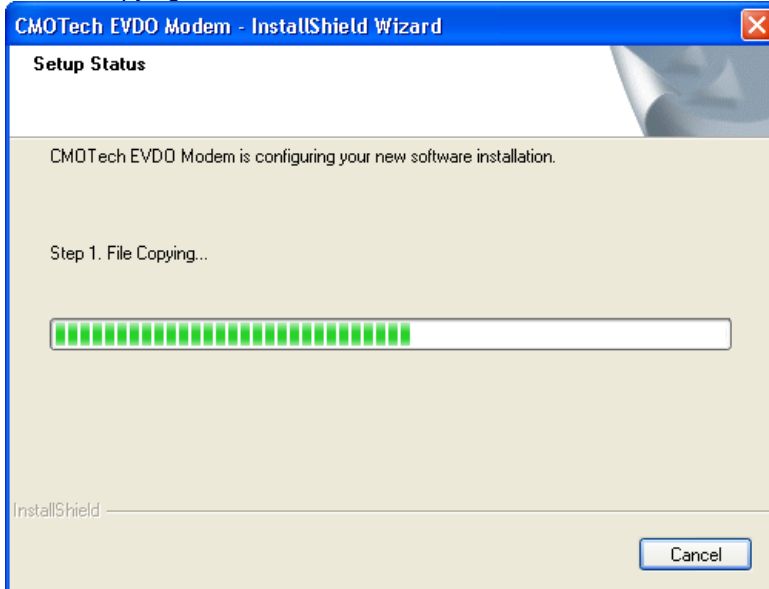 CMOTech EVDO Modem - InstallShield Wizard
Setup Status
CMOTech EVDO Modem is configuring your new software installation.
Step 1. File Copying...
InstallShield
Cancel